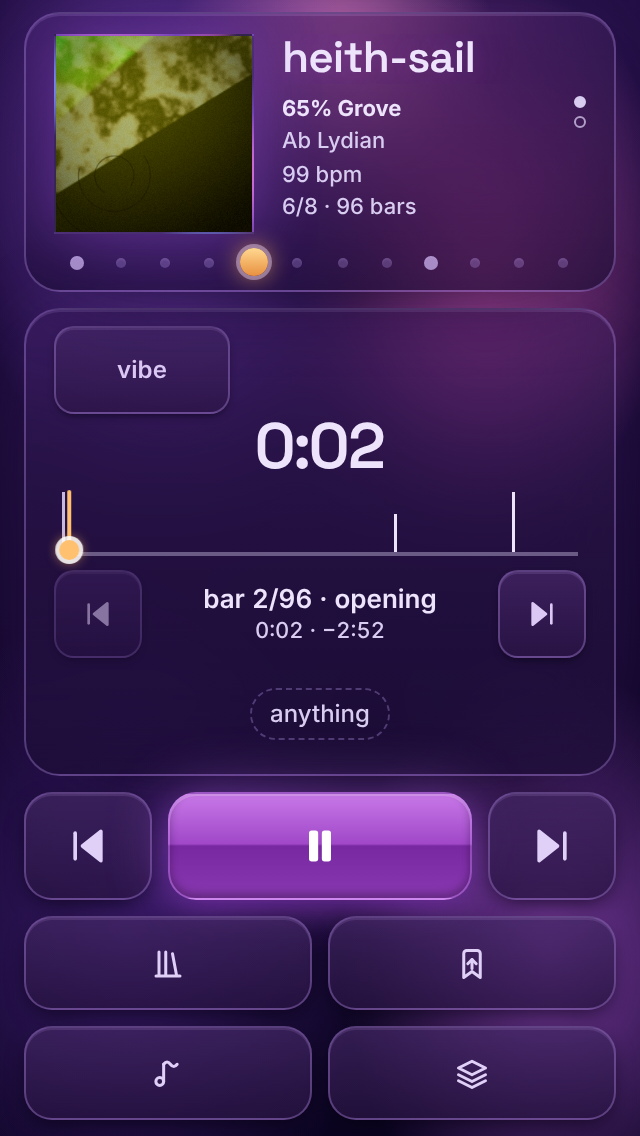 heith-sail
65% Grove
Ab Lydian
99 bpm
6/8 · 96 bars
vibe
0:02
bar 2/96 · opening
0:02 · −2:52
anything